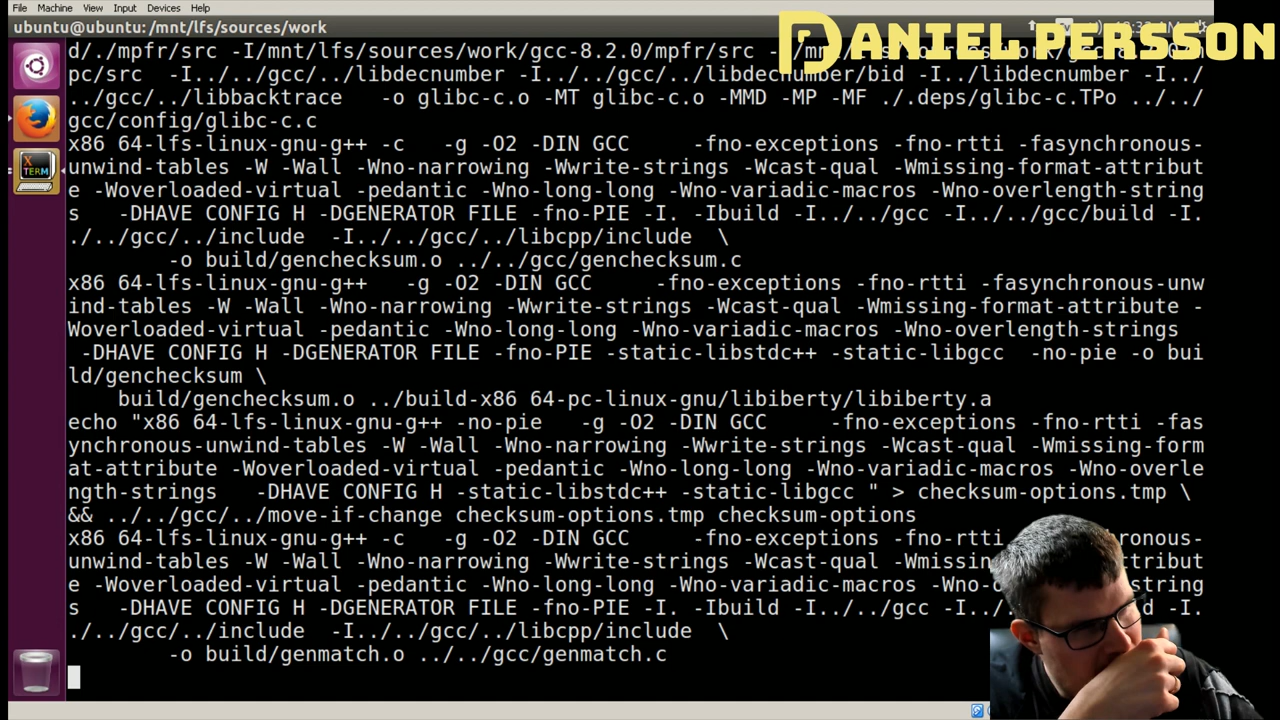 File Machine View Input Devices Help
ubuntu@ubuntu: /mnt/lfs/sources/work
DANIEL PERSSON
d/./mpfr/src -I/mnt/lfs/sources/work/gcc-8.2.0/mpfr/src
pc/src -I../../gcc/../libdecnumber -I../../gcc/../libdecnumber/bid -I../libdecnumber -I../
../gcc/../libbacktrace -o glibc-c.o -MT glibc-c.o -MMD -MP -MF ./.deps/glibc-c.TPo ../../
gcc/config/glibc-c.c
x86 64-lfs-linux-gnu-g++ -c -g -O2 -DIN GCC -fno-exceptions -fno-rtti -fasynchronous-
unwind-tables -W -Wall -Wno-narrowing -Wwrite-strings -Wcast-qual -Wmissing-format-attribut
e -Woverloaded-virtual -pedantic -Wno-long-long -Wno-variadic-macros -Wno-overlength-string
s -DHAVE CONFIG H -DGENERATOR FILE -fno-PIE -I. -Ibuild -I../../gcc -I../../gcc/build -I.
./../gcc/../include -I../../gcc/../libcpp/include \
-o build/genchecksum.o ../../gcc/genchecksum.c
x86 64-lfs-linux-gnu-g++ -g -O2 -DIN GCC -fno-exceptions -fno-rtti -fasynchronous-unw
ind-tables -W -Wall -Wno-narrowing -Wwrite-strings -Wcast-qual -Wmissing-format-attribute -
Woverloaded-virtual -pedantic -Wno-long-long -Wno-variadic-macros -Wno-overlength-strings
-DHAVE CONFIG H -DGENERATOR FILE -fno-PIE -static-libstdc++ -static-libgcc -no-pie -o bui
ld/genchecksum \
build/genchecksum.o ../build-x86 64-pc-linux-gnu/libiberty/libiberty.a
echo "x86 64-lfs-linux-gnu-g++ -no-pie -g -O2 -DIN GCC -fno-exceptions -fno-rtti -fas
ynchronous-unwind-tables -W -Wall -Wno-narrowing -Wwrite-strings -Wcast-qual -Wmissing-form
at-attribute -Woverloaded-virtual -pedantic -Wno-long-long -Wno-variadic-macros -Wno-overle
ngth-strings -DHAVE CONFIG H -static-libstdc++ -static-libgcc " > checksum-options.tmp \
&& ../../gcc/../move-if-change checksum-options.tmp checksum-options
x86 64-lfs-linux-gnu-g++ -c -g -O2 -DIN GCC -fno-exceptions -fno-rtti ronous-
unwind-tables -W -Wall -Wno-narrowing -Wwrite-strings -Wcast-qual -Wmissin attribut
e -Woverloaded-virtual -pedantic -Wno-long-long -Wno-variadic-macros -Wno-o string
s -DHAVE CONFIG H -DGENERATOR FILE -fno-PIE -I. -Ibuild -I../../gcc -I../ d -I.
./../gcc/../include -I../../gcc/../libcpp/include \
-o build/genmatch.o ../../gcc/genmatch.c